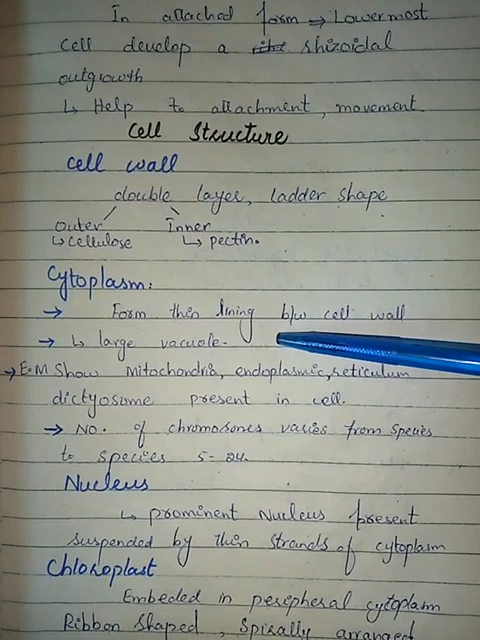 In attached form ⇒ Lowermost
Cell develop a rhizoidal
outgrowth
↳ Help to attachment, movement.
Cell Structure
Cell wall
double layer, ladder shape
outer Inner
↳ cellulose ↳ pectin.
Cytoplasm:
→ Form thin lining b/w cell wall
→ ↳ large vacuole.
→ E.M Show mitochondria, endoplasmic, reticulum
dictyosome present in cell.
→ No. of chromosones varies from species
to species 5-24.
Nucleus
↳ prominent Nucleus present
suspended by thin strands of cytoplasm
Chloroplast
Embeded in peripheral cytoplasm
Ribbon shaped, Spirally arranged